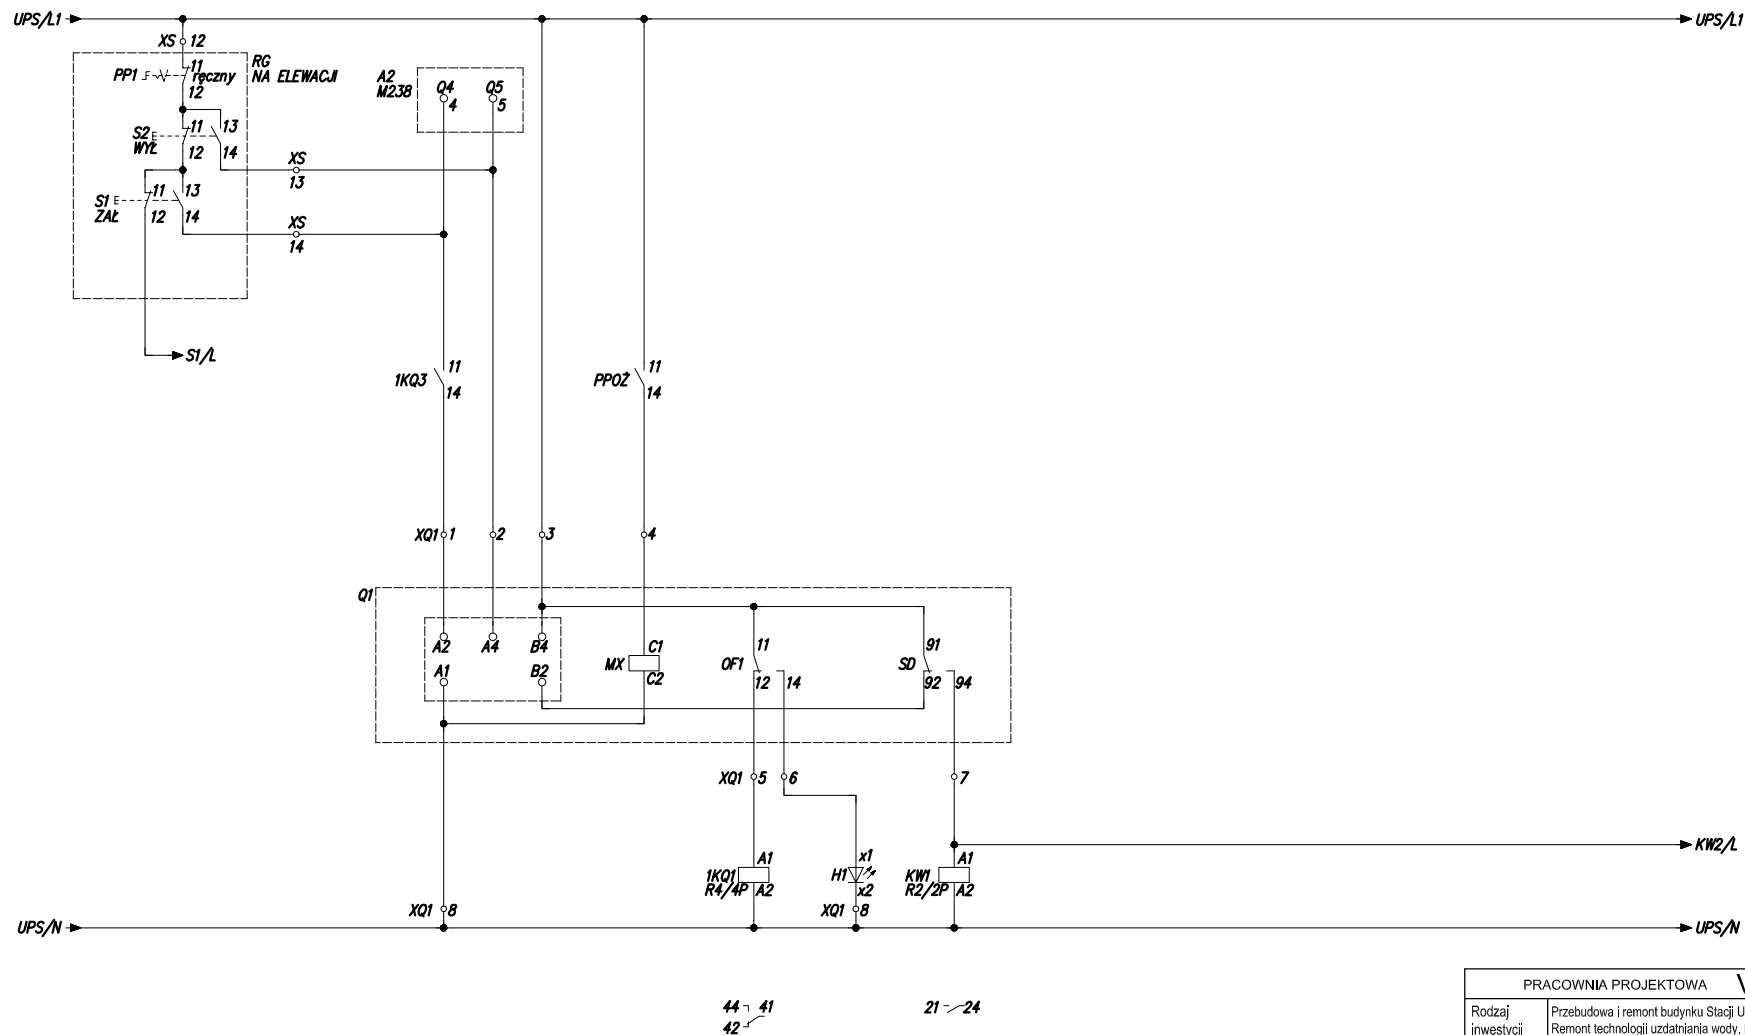 UPS/L1
UPS/L1
XS 12
RG
NA ELEWACJI
PP1
11
ręczny
12
A2
M238
Q4
4
Q5
5
S2
WYŁ
11
12
13
14
XS
13
S1
ZAŁ
11
12
13
14
XS
14
S1/L
1KQ3
11
14
PPOŻ
11
14
XQ1 1
2
3
4
Q1
A2
A4
B4
A1
B2
MX
C1
C2
OF1
11
12
14
SD
91
92
94
XQ1 5
6
7
KW2/L
1KQ1
R4/4P
A1
A2
H1
x1
x2
KW1
R2/2P
A1
A2
XQ1 8
XQ1 8
UPS/N
UPS/N
44 41
42
21 24
PRACOWNIA PROJEKTOWA
Rodzaj
inwestycji
Przebudowa i remont budynku Stacji U
Remont technologii uzdatniania wody.